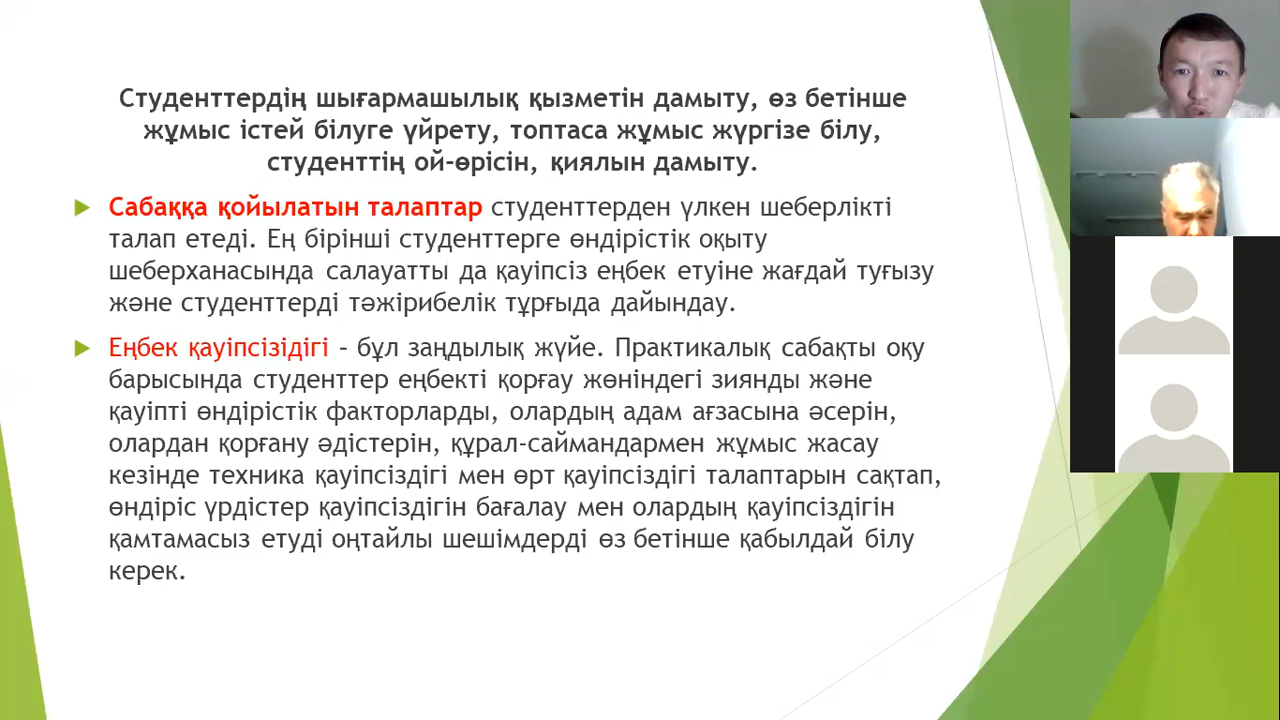 Студенттердің шығармашылық қызметін дамыту, өз бетінше
жұмыс істей білуге үйрету, топтаса жұмыс жүргізе білу,
студенттің ой-өрісін, қиялын дамыту.
Сабаққа қойылатын талаптар студенттерден үлкен шеберлікті
талап етеді. Ең бірінші студенттерге өндірістік оқыту
шеберханасында салауатты да қауіпсіз еңбек етуіне жағдай туғызу
және студенттерді тәжірибелік тұрғыда дайындау.
Еңбек қауіпсізідігі – бұл заңдылық жүйе. Практикалық сабақты оқу
барысында студенттер еңбекті қорғау жөніндегі зиянды және
қауіпті өндірістік факторларды, олардың адам ағзасына әсерін,
олардан қорғану әдістерін, құрал-саймандармен жұмыс жасау
кезінде техника қауіпсіздігі мен өрт қауіпсіздігі талаптарын сақтап,
өндіріс үрдістер қауіпсіздігін бағалау мен олардың қауіпсіздігін
қамтамасыз етуді оңтайлы шешімдерді өз бетінше қабылдай білу
керек.